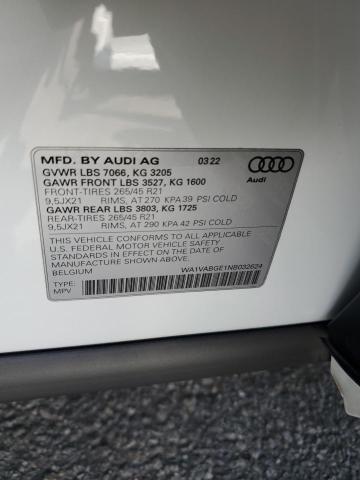 MFD. BY AUDI AG 03 22
GVWR LBS 7066, KG 3205
GAWR FRONT LBS 3527, KG 1600
FRONT-TIRES 265/45 R21
9,5JX21 RIMS, AT 270 KPA 39 PSI COLD
GAWR REAR LBS 3803, KG 1725
REAR-TIRES 265/45 R21
9,5JX21 RIMS, AT 290 KPA 42 PSI COLD
THIS VEHICLE CONFORMS TO ALL APPLICABLE
U.S. FEDERAL MOTOR VEHICLE SAFETY
STANDARDS IN EFFECT ON THE DATE OF
MANUFACTURE SHOWN ABOVE.
BELGIUM
TYPE: WA1VABGE1NB032624
MPV
Audi